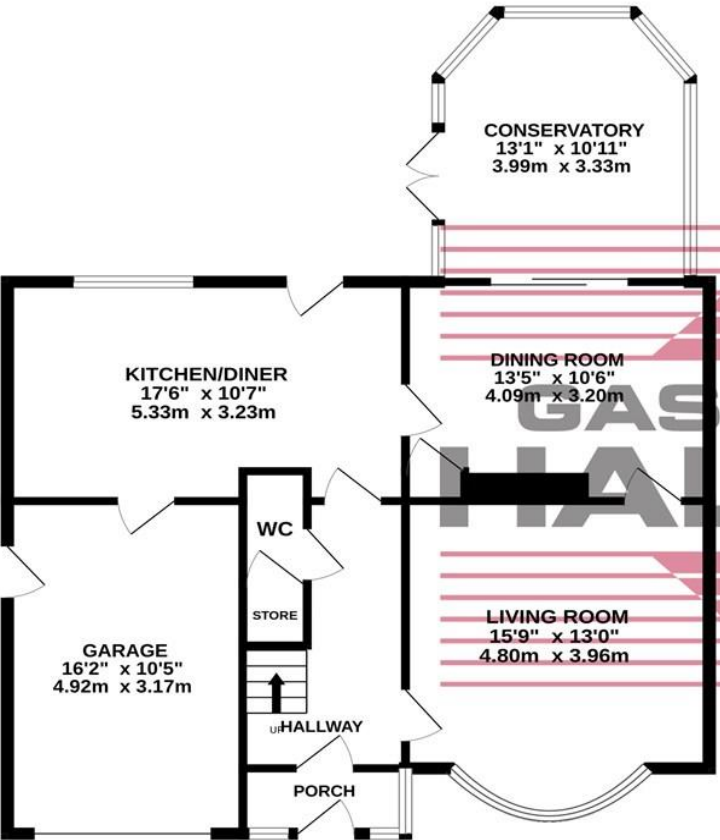 CONSERVATORY
13'1" x 10'11"
3.99m x 3.33m
KITCHEN/DINER
17'6" x 10'7"
5.33m x 3.23m
DINING ROOM
13'5" x 10'6"
4.09m x 3.20m
GAS
HAL
WC
STORE
LIVING ROOM
15'9" x 13'0"
4.80m x 3.96m
GARAGE
16'2" x 10'5"
4.92m x 3.17m
UP
HALLWAY
PORCH